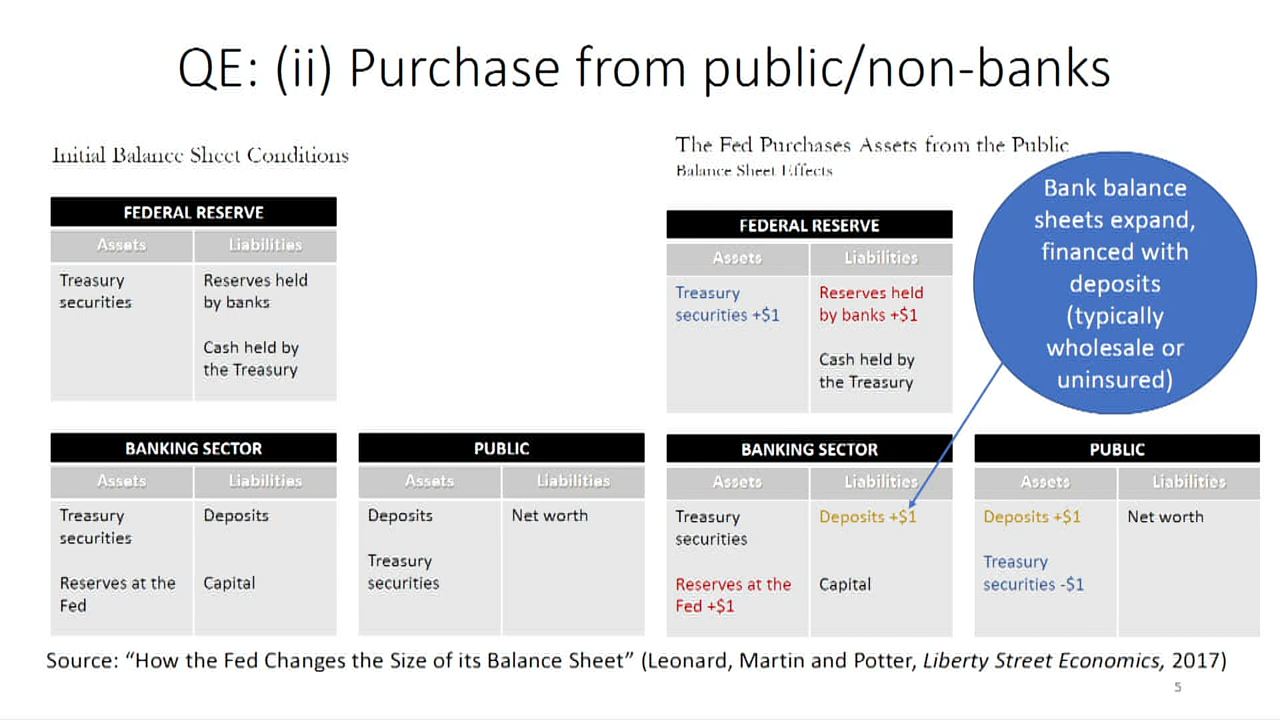 QE: (ii) Purchase from public/non-banks
Initial Balance Sheet Conditions
FEDERAL RESERVE
Assets
Liabilities
Treasury
securities
Reserves held
by banks
Cash held by
the Treasury
BANKING SECTOR
Assets
Liabilities
Treasury
securities
Reserves at the
Fed
Deposits
Capital
PUBLIC
Assets
Liabilities
Deposits
Treasury
securities
Net worth
The Fed Purchases Assets from the Public
Balance Sheet Effects
FEDERAL RESERVE
Assets
Liabilities
Treasury
securities +$1
Reserves held
by banks +$1
Cash held by
the Treasury
Bank balance
sheets expand,
financed with
deposits
(typically
wholesale or
uninsured)
BANKING SECTOR
Assets
Liabilities
Treasury
securities
Reserves at the
Fed +$1
Deposits +$1
Capital
PUBLIC
Assets
Liabilities
Deposits +$1
Treasury
securities -$1
Net worth
Source: “How the Fed Changes the Size of its Balance Sheet” (Leonard, Martin and Potter, Liberty Street Economics, 2017)
5